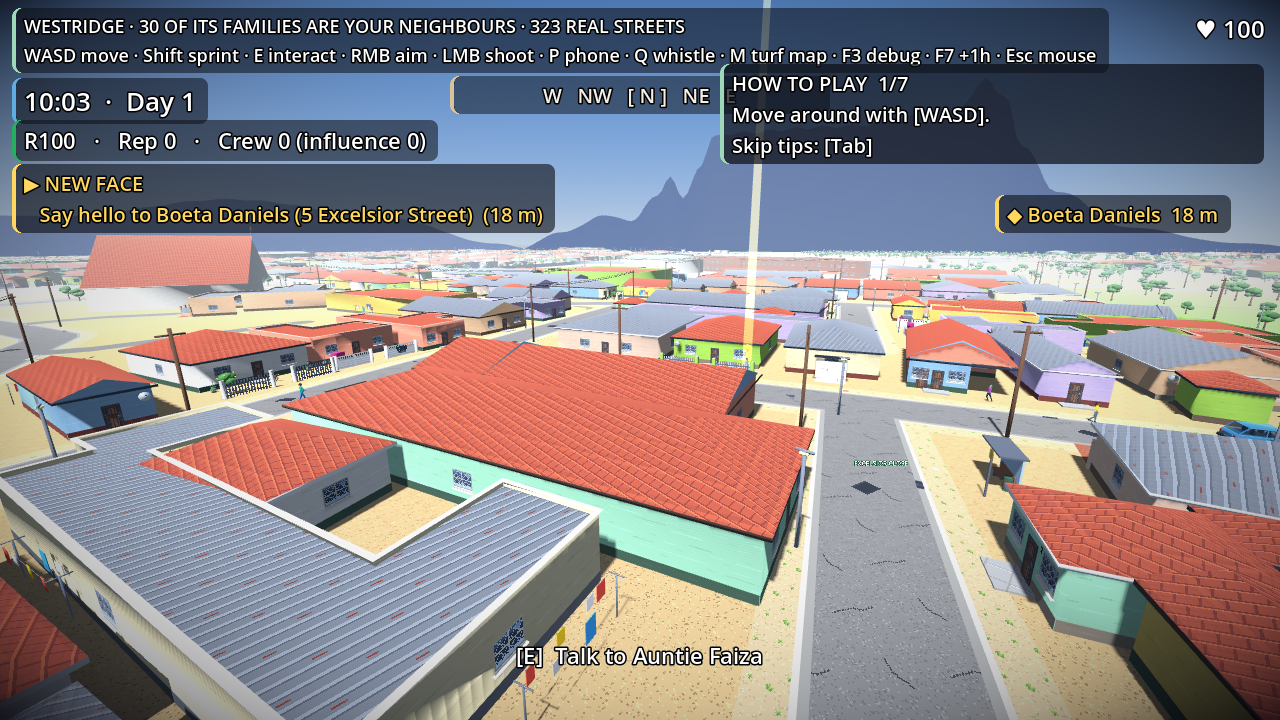 WESTRIDGE · 30 OF ITS FAMILIES ARE YOUR NEIGHBOURS · 323 REAL STREETS
WASD move · Shift sprint · E interact · RMB aim · LMB shoot · P phone · Q whistle · M turf map · F3 debug · F7 +1h · Esc mouse
♥ 100
10:03 · Day 1
W NW [ N ] NE E
HOW TO PLAY 1/7
Move around with [WASD].
Skip tips: [Tab]
R100 · Rep 0 · Crew 0 (influence 0)
▶ NEW FACE
Say hello to Boeta Daniels (5 Excelsior Street) (18 m)
◆ Boeta Daniels 18 m
[E] Talk to Auntie Faiza